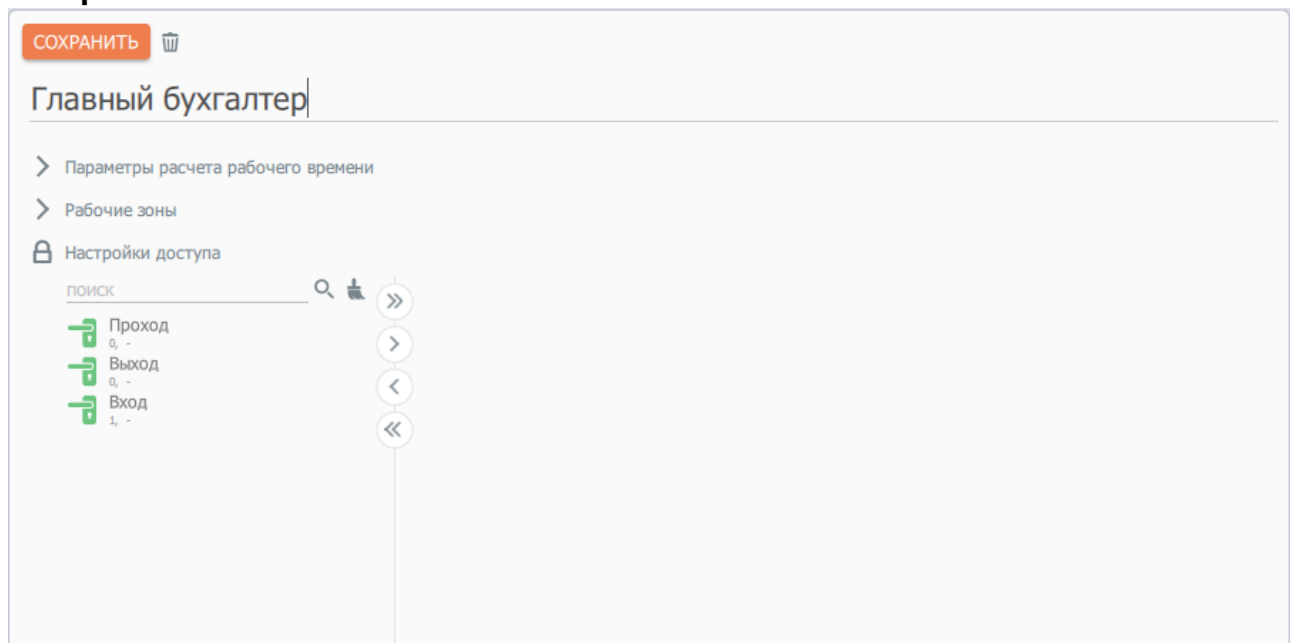 СОХРАНИТЬ
Главный бухгалтер
Параметры расчета рабочего времени
Рабочие зоны
Настройки доступа
поиск
Проход
0, -
Выход
0, -
Вход
1, -